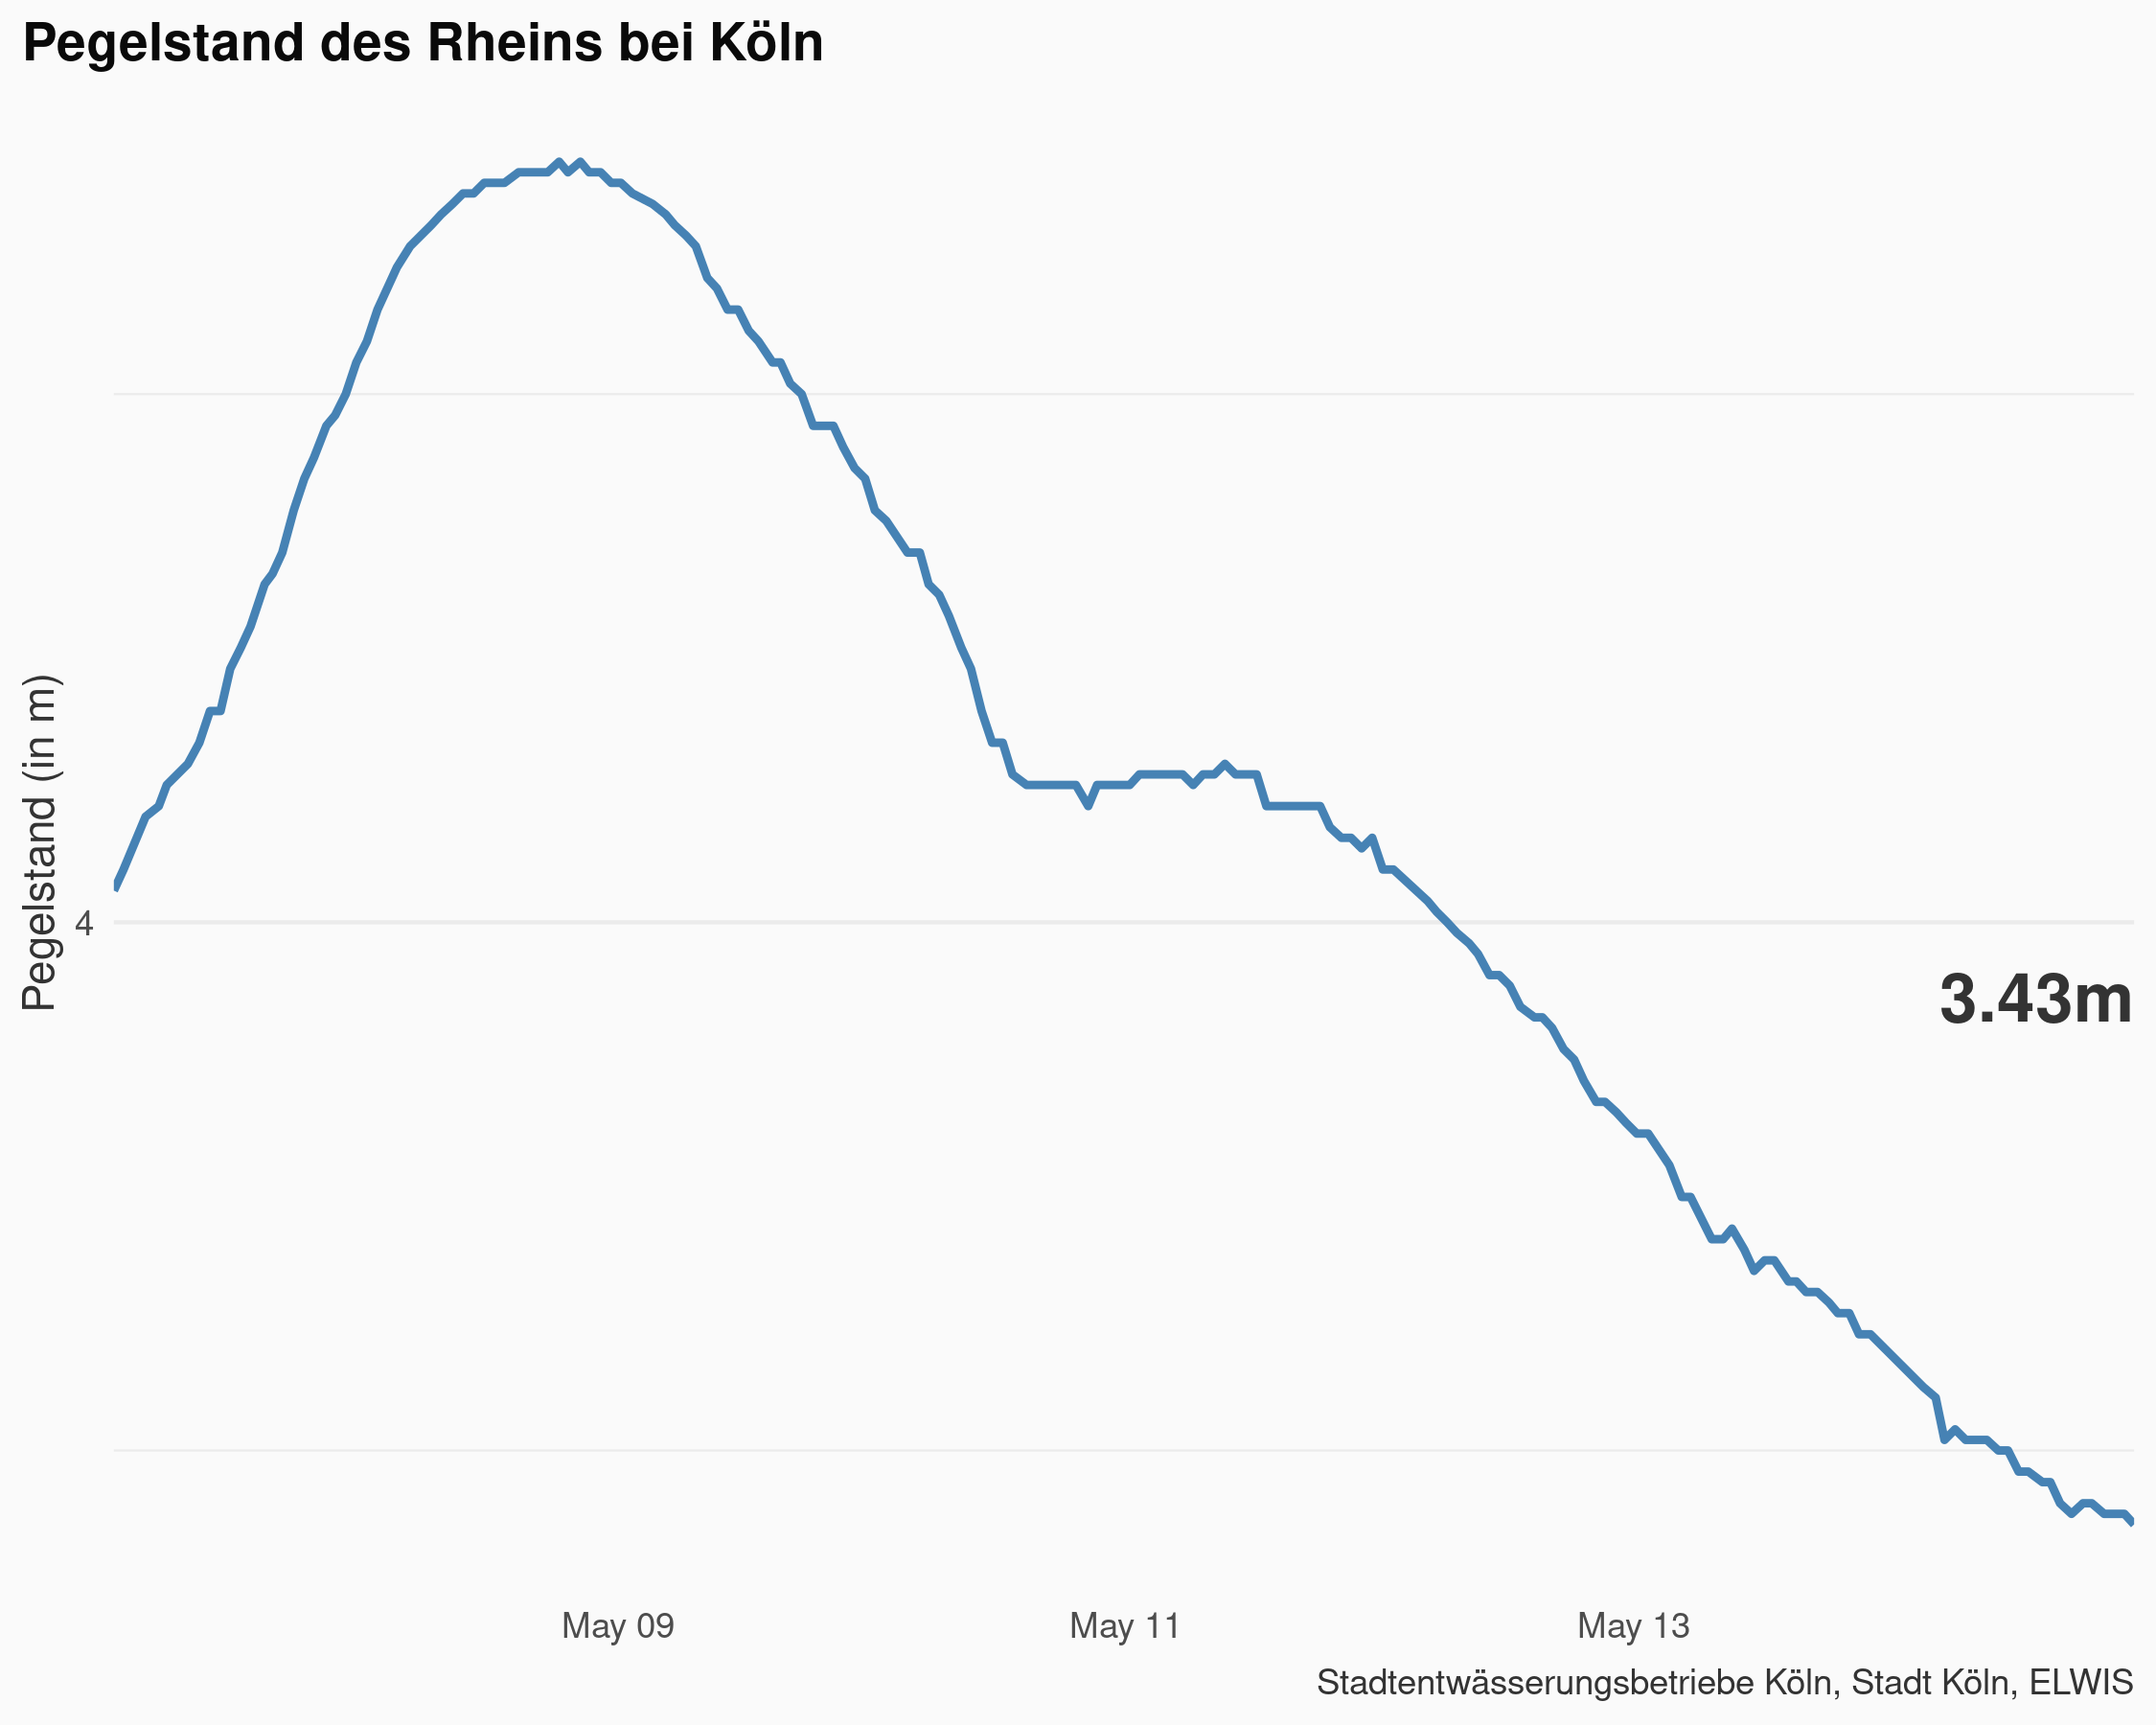 Pegelstand des Rheins bei Köln
Pegelstand (in m)
4
3.43m
May 09
May 11
May 13
Stadtentwässerungsbetriebe Köln, Stadt Köln, ELWIS